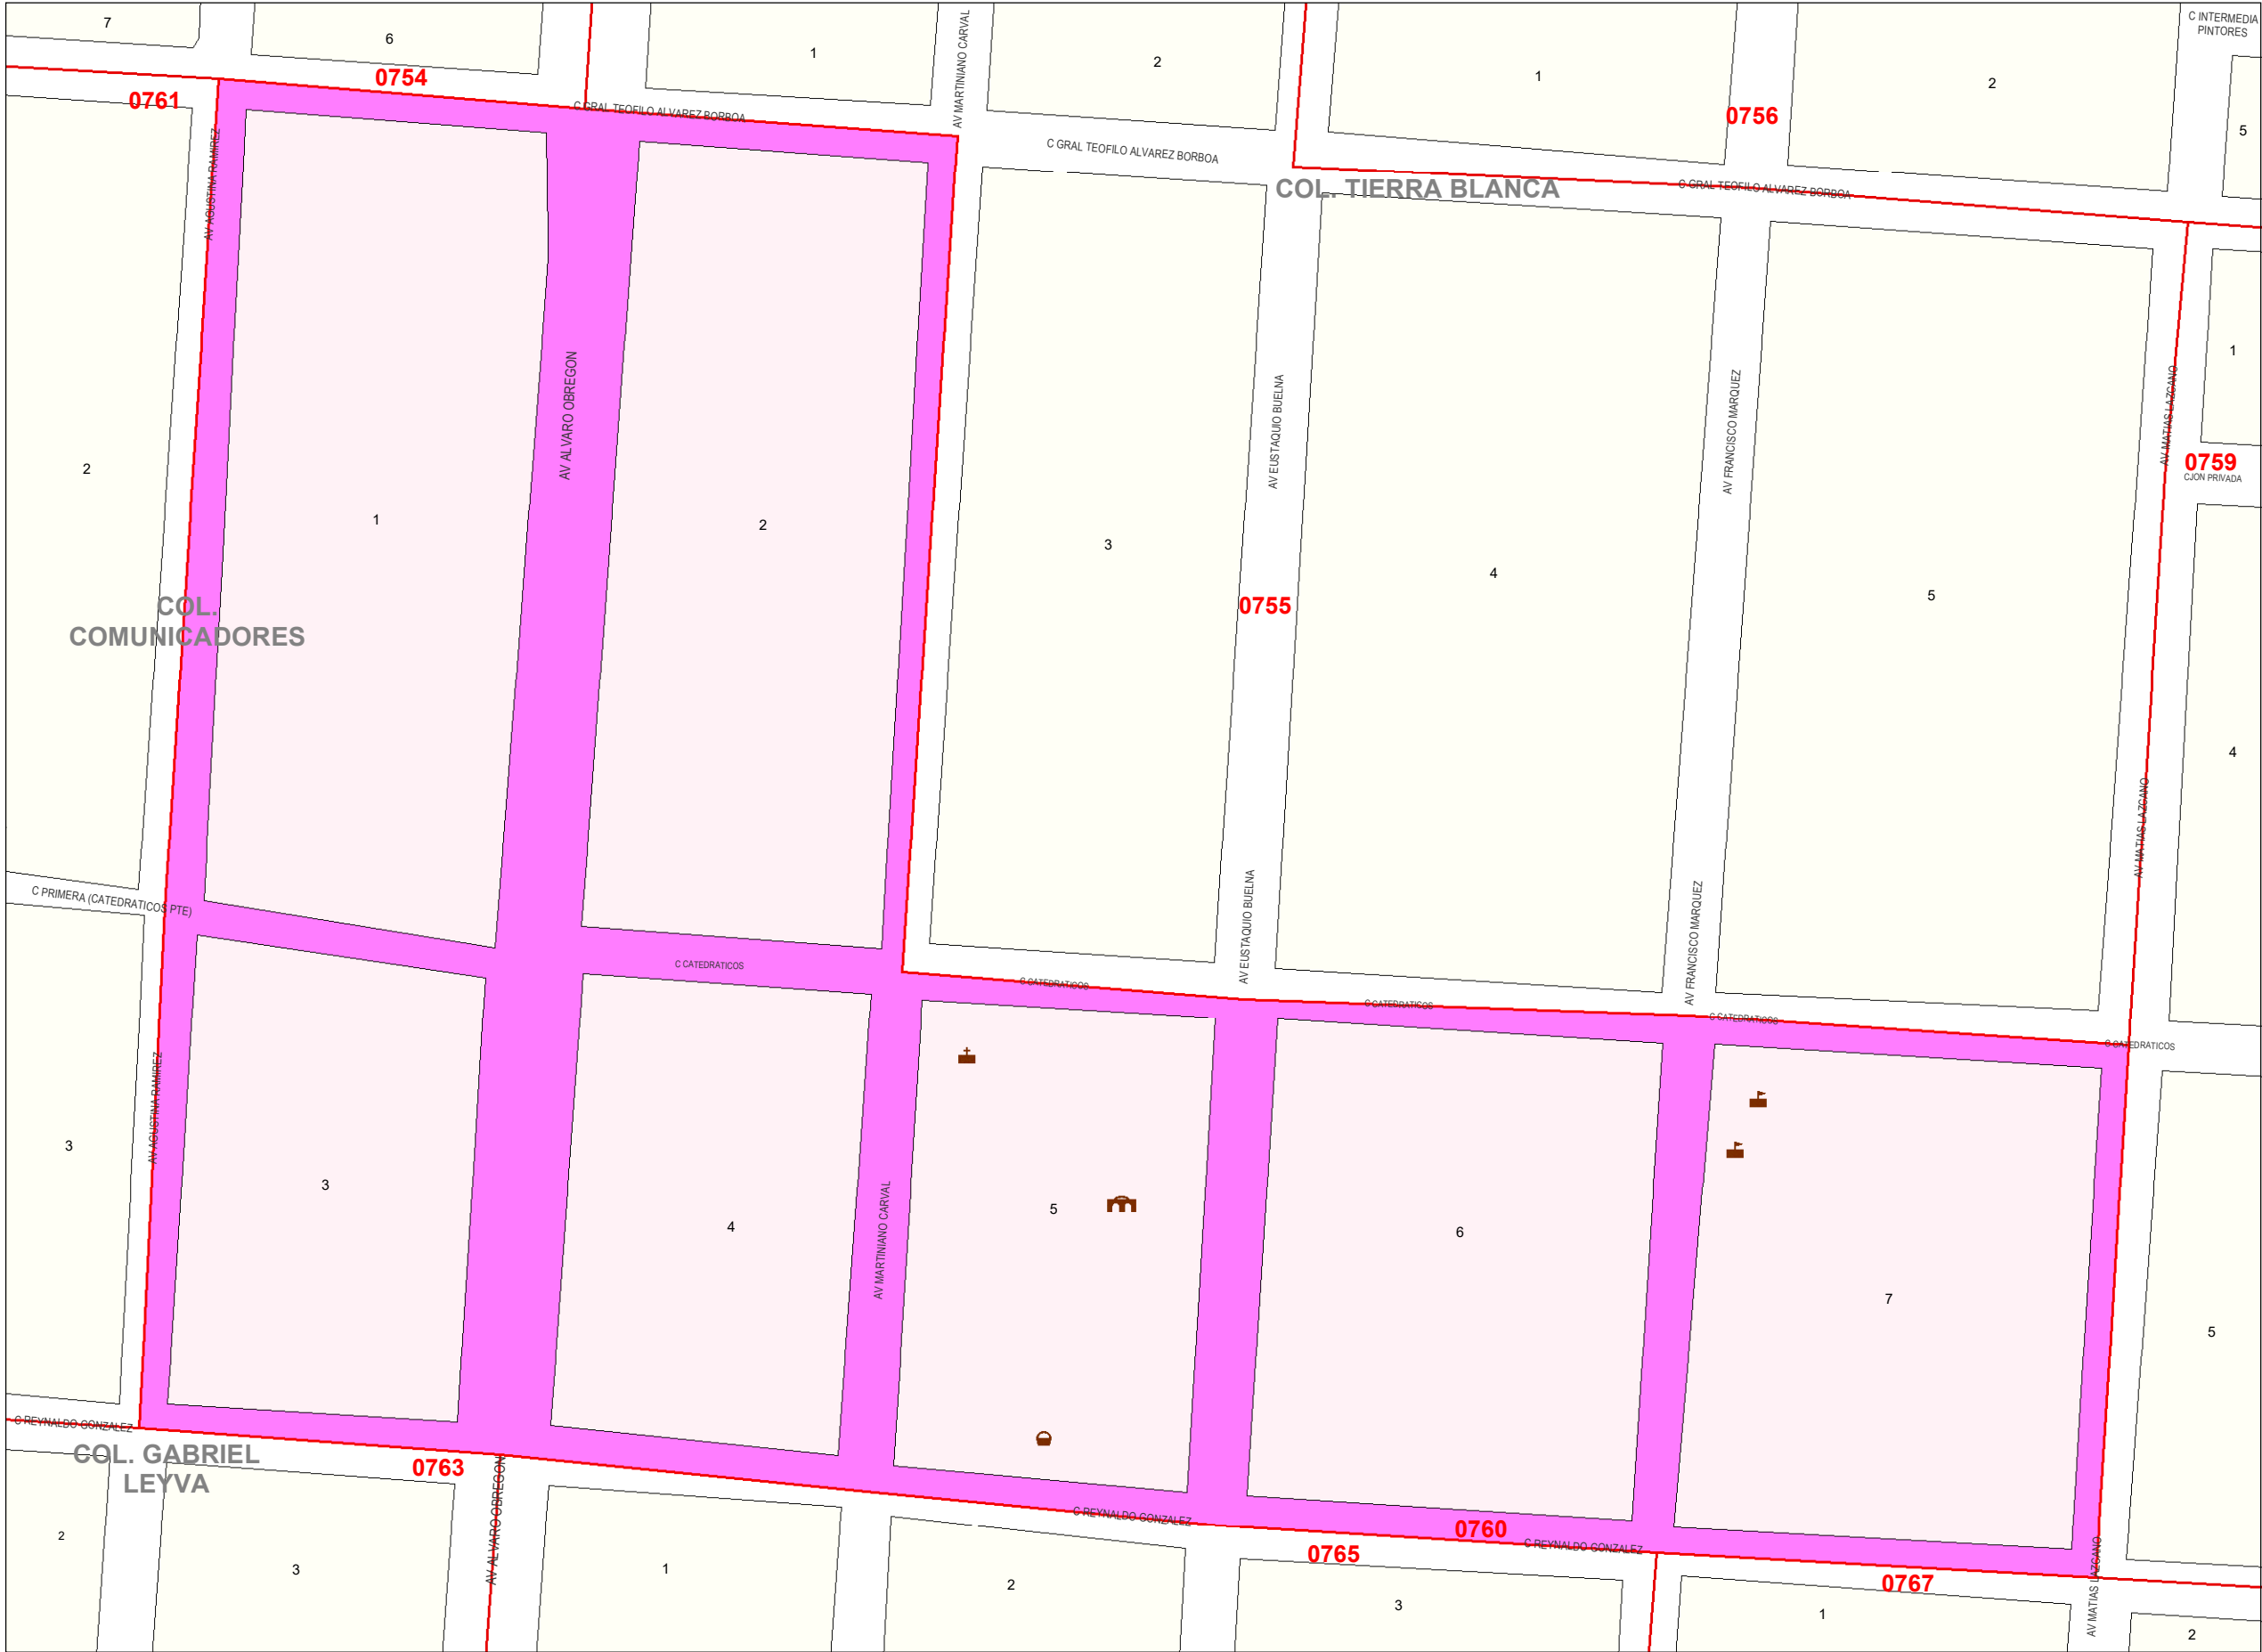 7
6
1
AV MARTINIANO CARVAL
2
1
2
C INTERMEDIA
PINTORES
5
0754
0761
0756
C GRAL TEOFILO ALVAREZ BORBOA
C GRAL TEOFILO ALVAREZ BORBOA
C GRAL TEOFILO ALVAREZ BORBOA
COL. TIERRA BLANCA
AV AGUSTINA RAMIREZ
AV ALVARO OBREGON
AV EUSTAQUIO BUELNA
AV FRANCISCO MARQUEZ
AV MATIAS LAZCANO
1
0759
CJON PRIVADA
2
1
2
3
4
5
COL.
COMUNICADORES
0755
4
AV MATIAS LAZCANO
C PRIMERA (CATEDRATICOS PTE)
AV EUSTAQUIO BUELNA
AV FRANCISCO MARQUEZ
C CATEDRATICOS
C CATEDRATICOS
C CATEDRATICOS
C CATEDRATICOS
C CATEDRATICOS
AV AGUSTINA RAMIREZ
3
3
4
AV MARTINIANO CARVAL
5
6
7
5
C REYNALDO GONZALEZ
COL. GABRIEL
LEYVA
0763
AV ALVARO OBREGON
C REYNALDO GONZALEZ
0760
C REYNALDO GONZALEZ
0765
0767
AV MATIAS LAZCANO
2
3
1
2
3
1
2